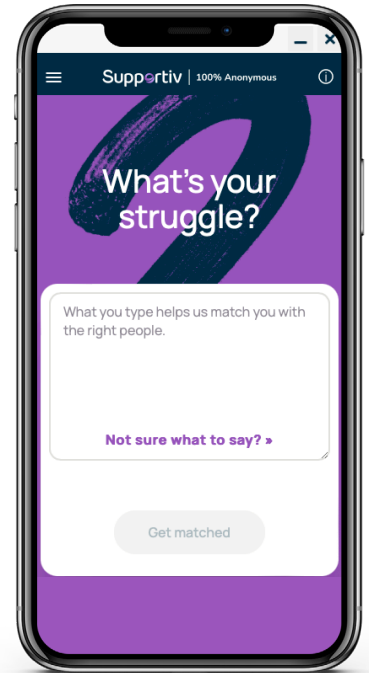 Supportiv | 100% Anonymous
What's your
struggle?
What you type helps us match you with
the right people.
Not sure what to say? »
Get matched